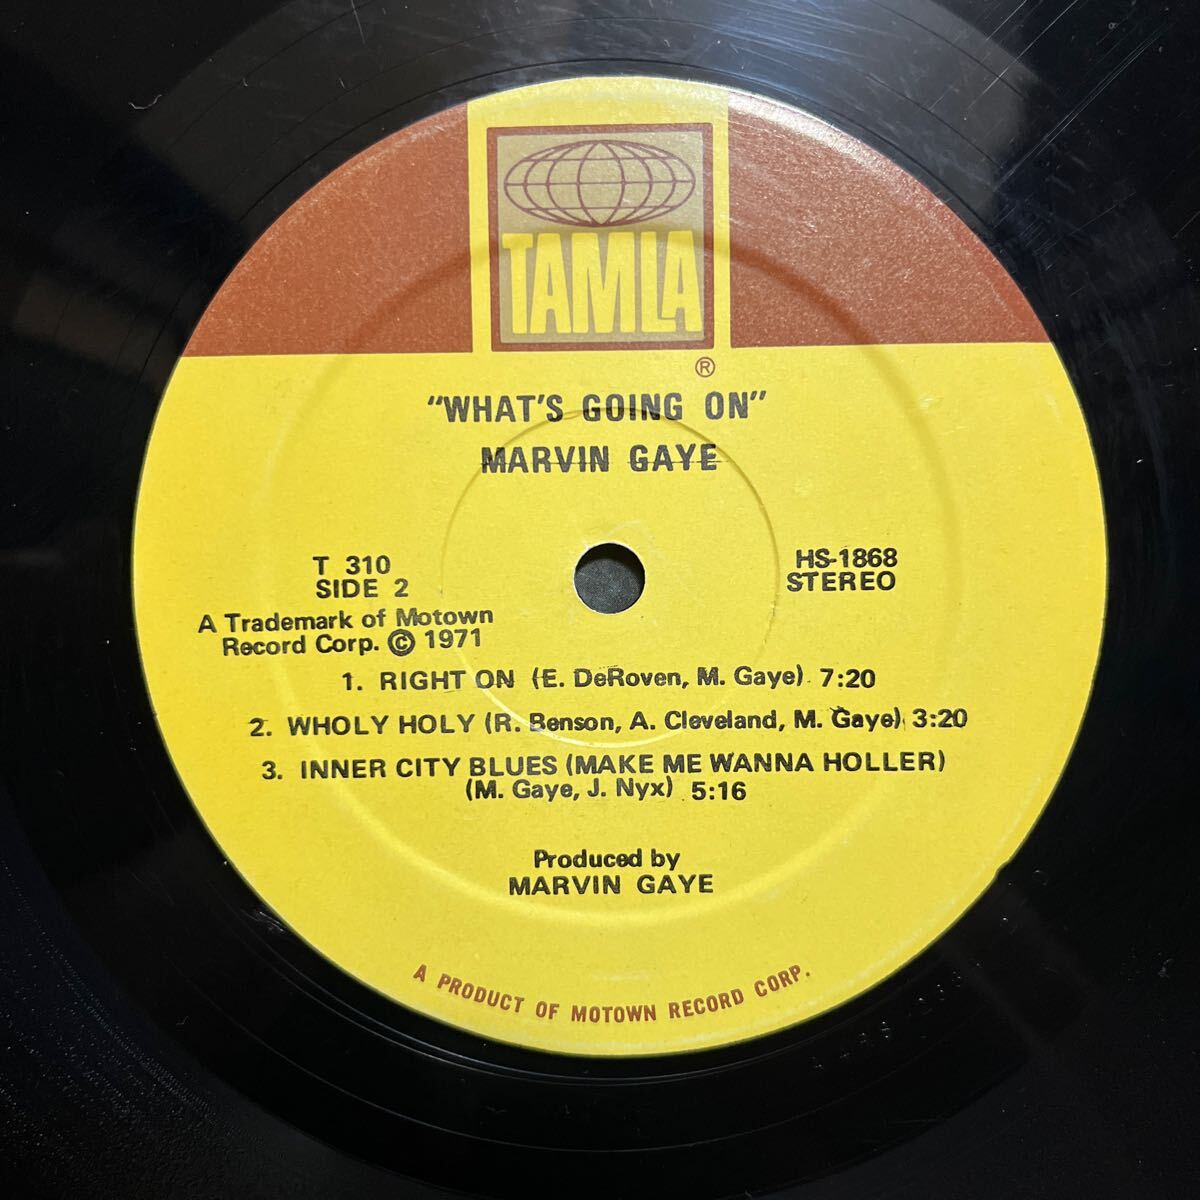 TAMLA
®
"WHAT'S GOING ON"
MARVIN GAYE
T 310
SIDE 2
HS-1868
STEREO
A Trademark of Motown
Record Corp. © 1971
1. RIGHT ON (E. DeRoven, M. Gaye) 7:20
2. WHOLY HOLY (R. Benson, A. Cleveland, M. Gaye) 3:20
3. INNER CITY BLUES (MAKE ME WANNA HOLLER)
(M. Gaye, J. Nyx) 5:16
Produced by
MARVIN GAYE
A PRODUCT OF MOTOWN RECORD CORP.